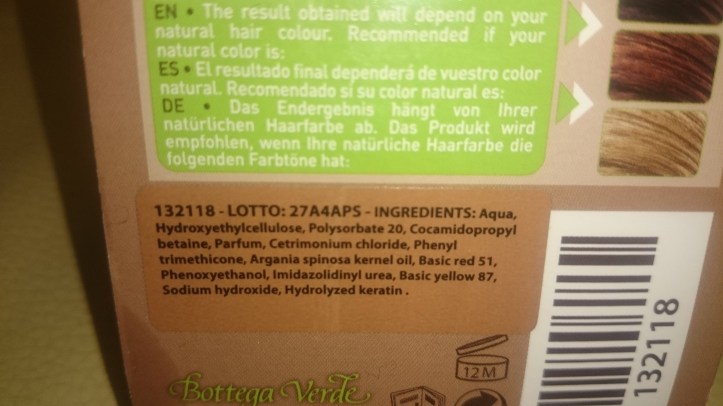 EN • The result obtained will depend on your
natural hair colour. Recommended if your
natural color is:
ES • El resultado final dependerá de vuestro color
natural. Recomendado si su color natural es:
DE • Das Endergebnis hängt von Ihrer
natürlichen Haarfarbe ab. Das Produkt wird
empfohlen, wenn Ihre natürliche Haarfarbe die
folgenden Farbtöne hat:
132118 - LOTTO: 27A4APS - INGREDIENTS: Aqua,
Hydroxyethylcellulose, Polysorbate 20, Cocamidopropyl
betaine, Parfum, Cetrimonium chloride, Phenyl
trimethicone, Argania spinosa kernel oil, Basic red 51,
Phenoxyethanol, Imidazolidinyl urea, Basic yellow 87,
Sodium hydroxide, Hydrolyzed keratin .
132118
12M
Bottega Verde